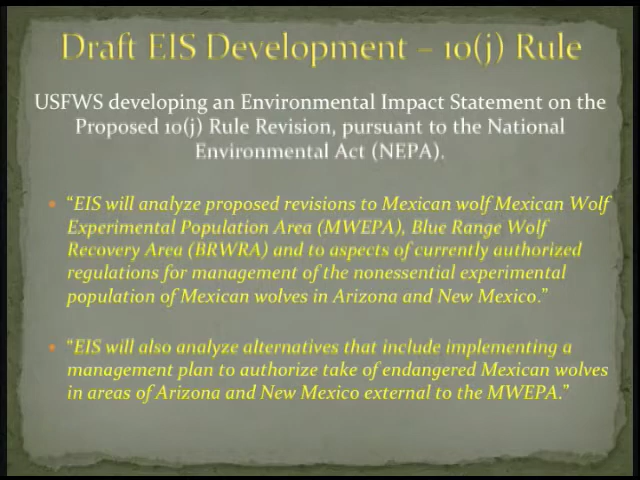 Draft EIS Development – 10(j) Rule
USFWS developing an Environmental Impact Statement on the
Proposed 10(j) Rule Revision, pursuant to the National
Environmental Act (NEPA).
• “EIS will analyze proposed revisions to Mexican wolf Mexican Wolf
Experimental Population Area (MWEPA), Blue Range Wolf
Recovery Area (BRWRA) and to aspects of currently authorized
regulations for management of the nonessential experimental
population of Mexican wolves in Arizona and New Mexico.”
• “EIS will also analyze alternatives that include implementing a
management plan to authorize take of endangered Mexican wolves
in areas of Arizona and New Mexico external to the MWEPA.”